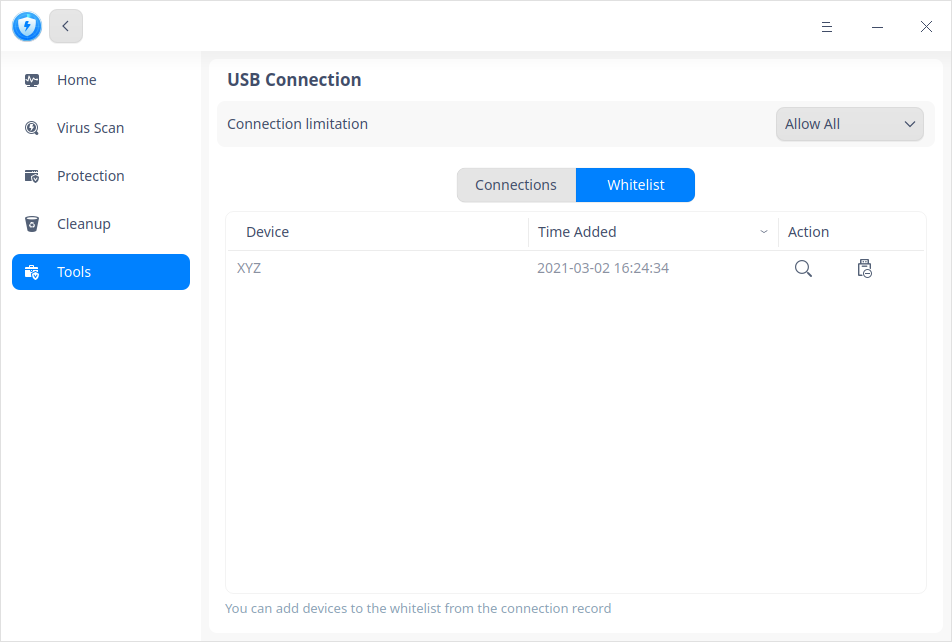 USB Connection
Home
Connection limitation
Allow All
Virus Scan
Protection
Connections
Whitelist
Cleanup
Device
Time Added
Action
Tools
XYZ
2021-03-02 16:24:34
You can add devices to the whitelist from the connection record